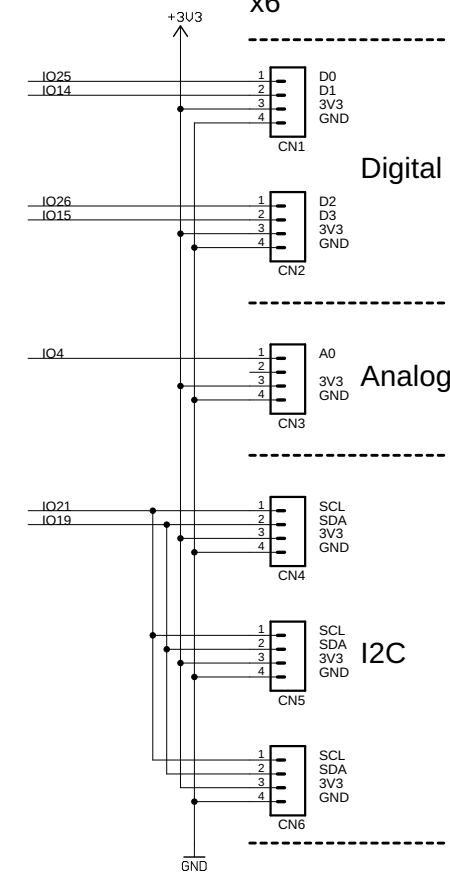 x6
+3V3
IO25 1 D0
IO14 2 D1
3 3V3
4 GND
CN1
Digital
IO26 1 D2
IO15 2 D3
3 3V3
4 GND
CN2
IO4 1 A0
2
3 3V3
4 GND
Analog
CN3
IO21 1 SCL
IO19 2 SDA
3 3V3
4 GND
CN4
1 SCL
2 SDA
3 3V3
4 GND
I2C
CN5
1 SCL
2 SDA
3 3V3
4 GND
CN6
GND